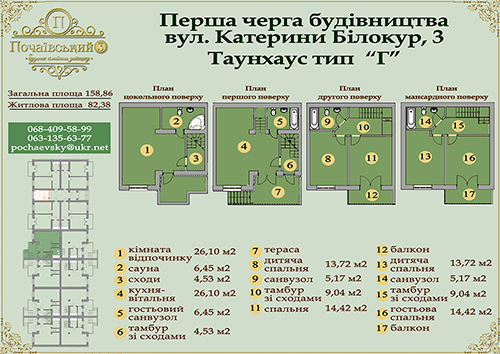 П
Почаївський
Перша черга будівництва
вул. Катерини Білокур, 3
Таунхаус тип "Г"
Загальна площа 158,86
Житлова площа 82,38
068-409-58-99
063-135-63-77
pochaevsky@ukr.net
План цокольного поверху
План першого поверху
План другого поверху
План мансардного поверху
1 2 3
4 5 6 7
8 9 10 11 12
13 14 15 16 17
1 кімната відпочинку 26,10 м2
2 сауна 6,45 м2
3 сходи 4,53 м2
4 кухня-вітальня 26,10 м2
5 гостьовий санвузол 6,45 м2
6 тамбур зі сходами 4,53 м2
7 тераса
8 дитяча спальня 13,72 м2
9 санвузол 5,17 м2
10 тамбур зі сходами 9,04 м2
11 спальня 14,42 м2
12 балкон
13 дитяча спальня 13,72 м2
14 санвузол 5,17 м2
15 тамбур зі сходами 9,04 м2
16 гостьова спальня 14,42 м2
17 балкон